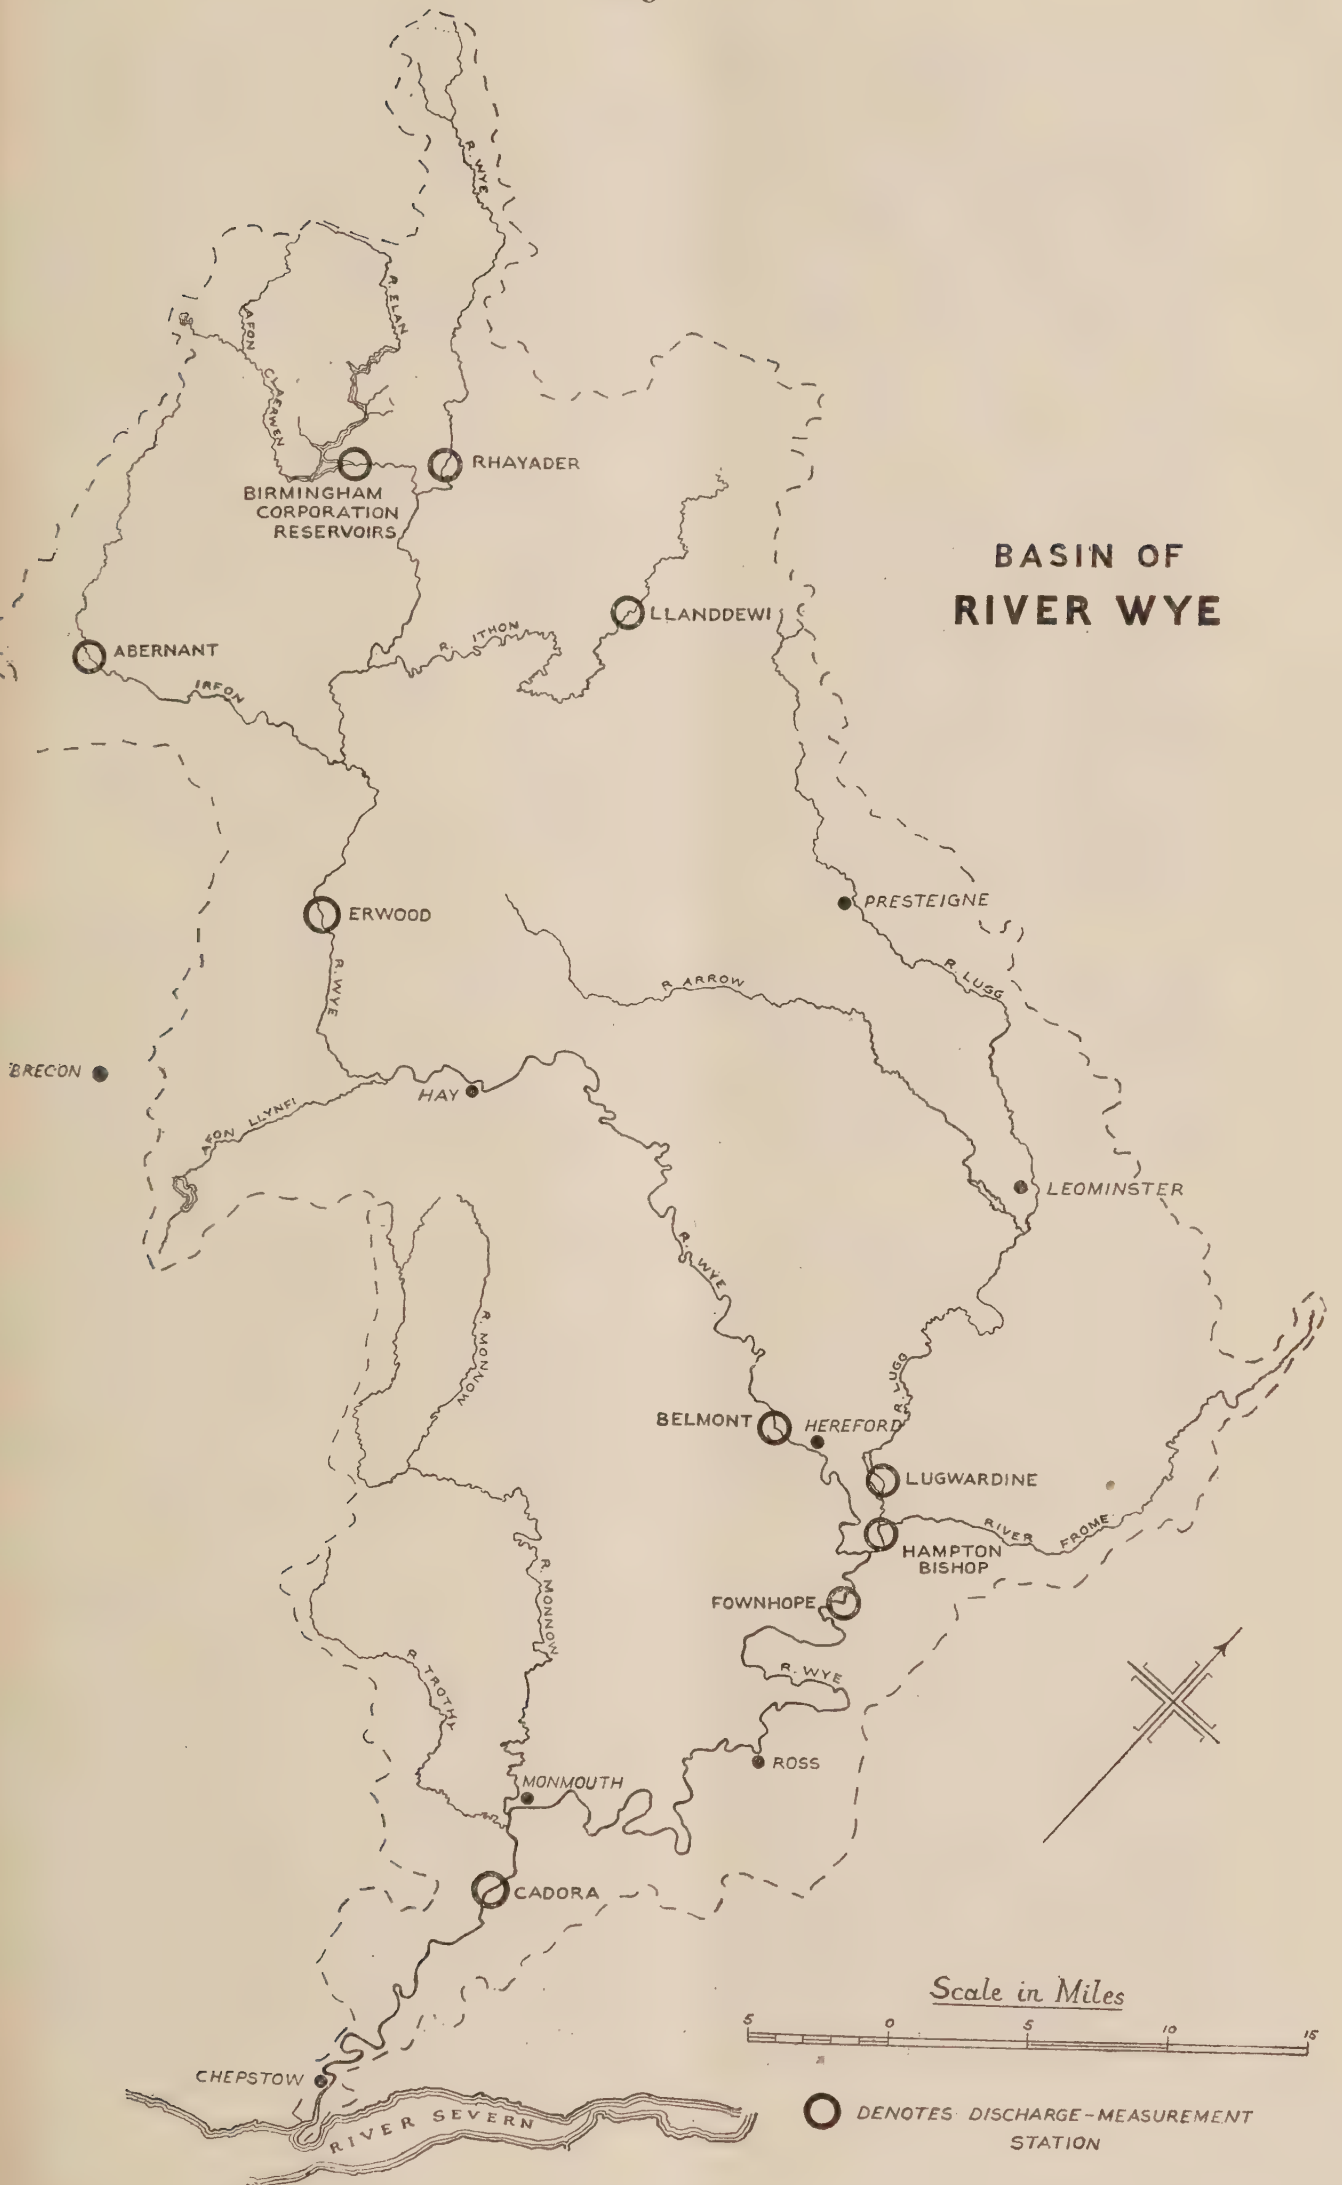 R. WYE
R. ELAN
AFON
CLAERWEN
RHAYADER
BIRMINGHAM
CORPORATION
RESERVOIRS
BASIN OF
RIVER WYE
LLANDDEWI
R. ITHON
ABERNANT
IRFON
PRESTEIGNE
ERWOOD
R. WYE
R. LUGG
R ARROW
BRECON
HAY
AFON LLYNFI
LEOMINSTER
R. WYE
R. MONNOW
R. LUGG
BELMONT
HEREFORD
LUGWARDINE
RIVER FROME
HAMPTON
BISHOP
R. MONNOW
FOWNHOPE
R. WYE
R TROTHY
ROSS
MONMOUTH
CADORA
Scale in Miles
5 0 5 10 15
CHEPSTOW
RIVER SEVERN
DENOTES DISCHARGE-MEASUREMENT
STATION